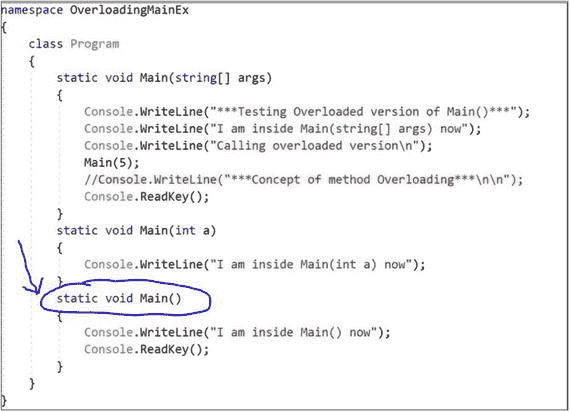 namespace OverloadingMainEx
{
    class Program
    {
        static void Main(string[] args)
        {
            Console.WriteLine("***Testing Overloaded version of Main()***");
            Console.WriteLine("I am inside Main(string[] args) now");
            Console.WriteLine("Calling overloaded version\n");
            Main(5);
            //Console.WriteLine("***Concept of method Overloading***\n\n");
            Console.ReadKey();
        }
        static void Main(int a)
        {
            Console.WriteLine("I am inside Main(int a) now");
        }
        static void Main()
        {
            Console.WriteLine("I am inside Main() now");
            Console.ReadKey();
        }
    }
}